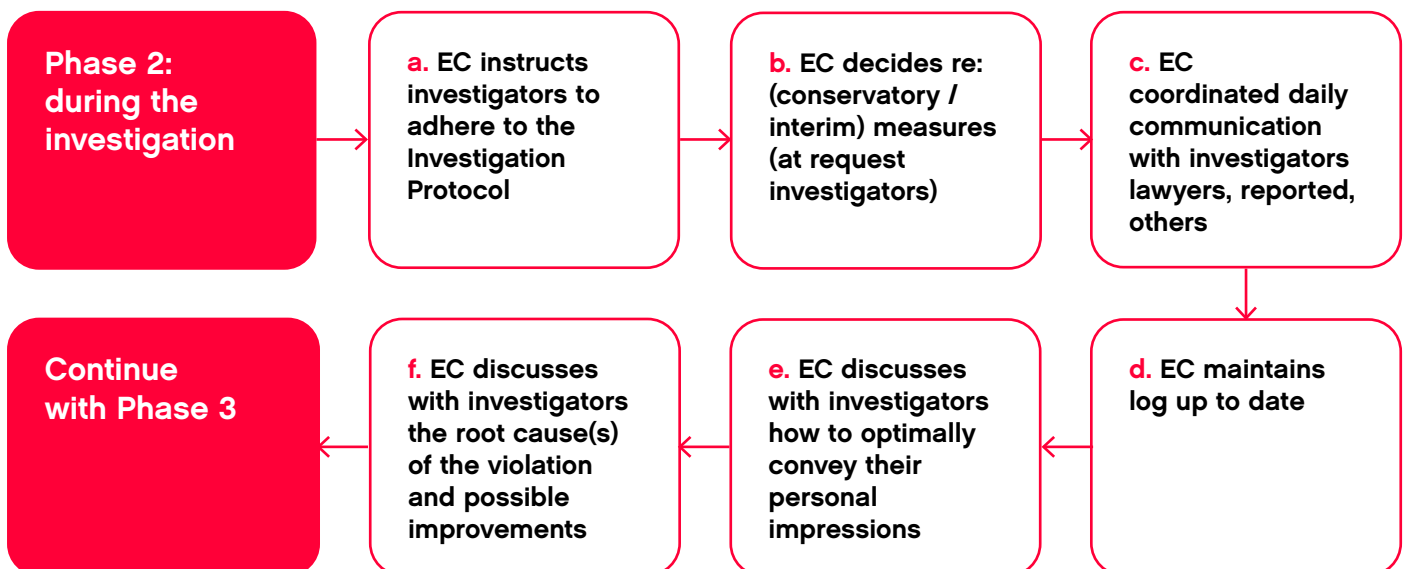 Phase 2:
during the
investigation
a. EC instructs
investigators to
adhere to the
Investigation
Protocol
b. EC decides re:
(conservatory /
interim) measures
(at request
investigators)
c. EC
coordinated daily
communication
with investigators
lawyers, reported,
others
d. EC maintains
log up to date
e. EC discusses
with investigators
how to optimally
convey their
personal
impressions
f. EC discusses
with investigators
the root cause(s)
of the violation
and possible
improvements
Continue
with Phase 3